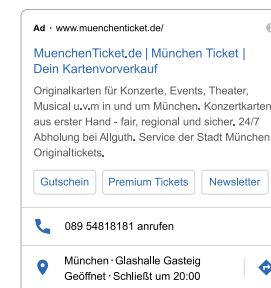 Ad · www.muenchenticket.de/
MuenchenTicket.de | München Ticket |
Dein Kartenvorverkauf
Originalkarten für Konzerte, Events, Theater,
Musical u.v.m in und um München. Konzertkarten
aus erster Hand - fair, regional und sicher. 24/7
Abholung bei Allguth. Service der Stadt München
Originaltickets.
Gutschein Premium Tickets Newsletter
089 54818181 anrufen
München · Glashalle Gasteig
Geöffnet · Schließt um 20:00